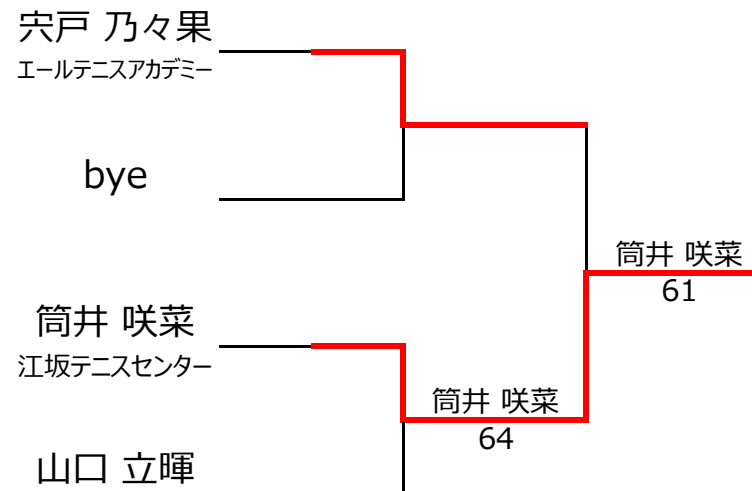 宍戸 乃々果
エールテニスアカデミー
bye
筒井 咲菜
61
筒井 咲菜
江坂テニスセンター
筒井 咲菜
64
山口 立暉